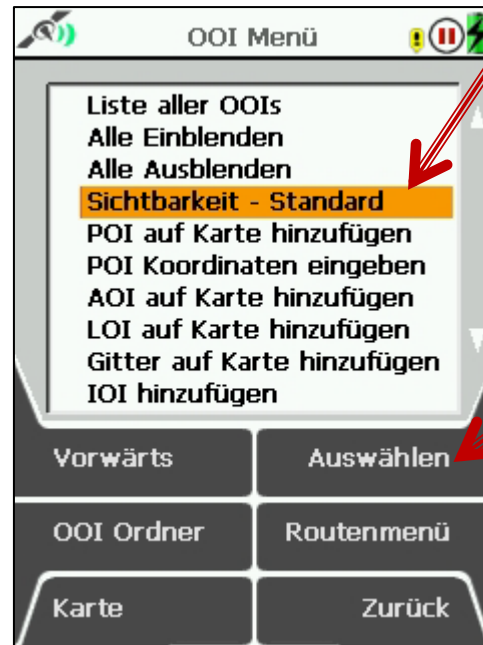 OOI Menü
Liste aller OOIs
Alle Einblenden
Alle Ausblenden
Sichtbarkeit - Standard
POI auf Karte hinzufügen
POI Koordinaten eingeben
AOI auf Karte hinzufügen
LOI auf Karte hinzufügen
Gitter auf Karte hinzufügen
IOI hinzufügen
Vorwärts Auswählen
OOI Ordner Routenmenü
Karte Zurück